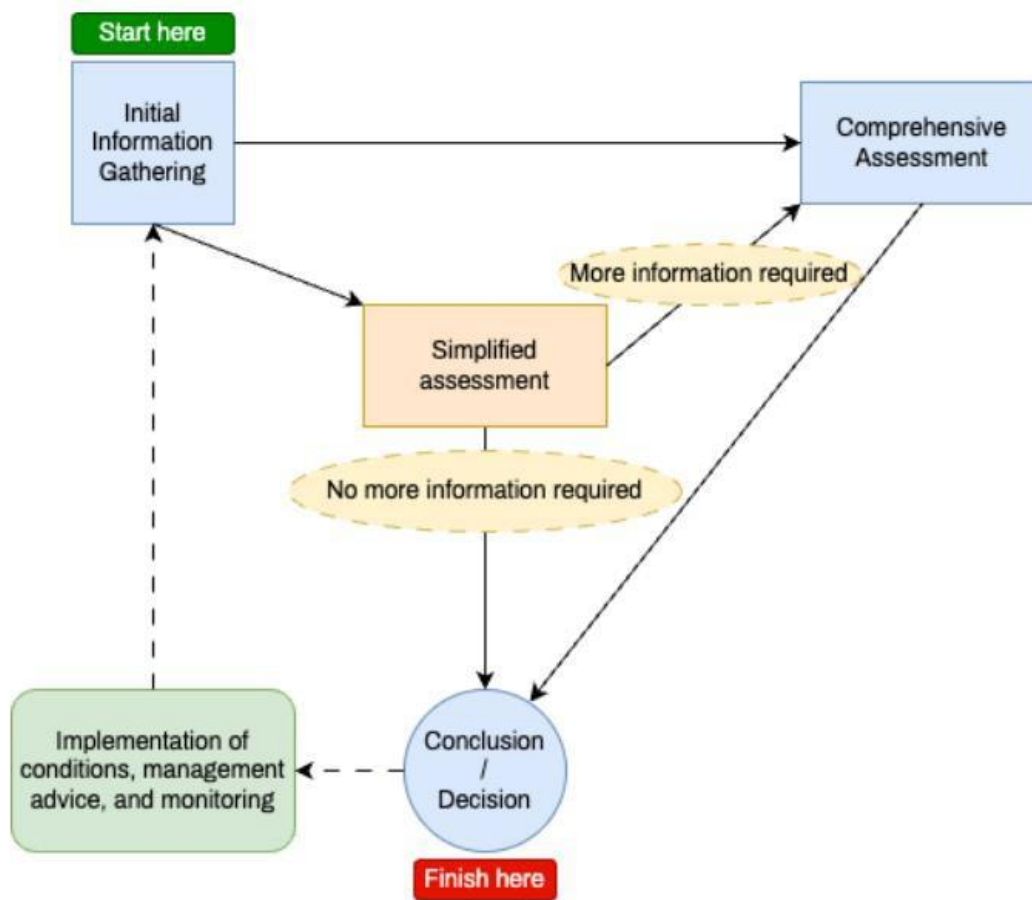 Start here
Initial
Information
Gathering
Comprehensive
Assessment
More information required
Simplified
assessment
No more information required
Implementation of
conditions, management
advice, and monitoring
Conclusion
/
Decision
Finish here